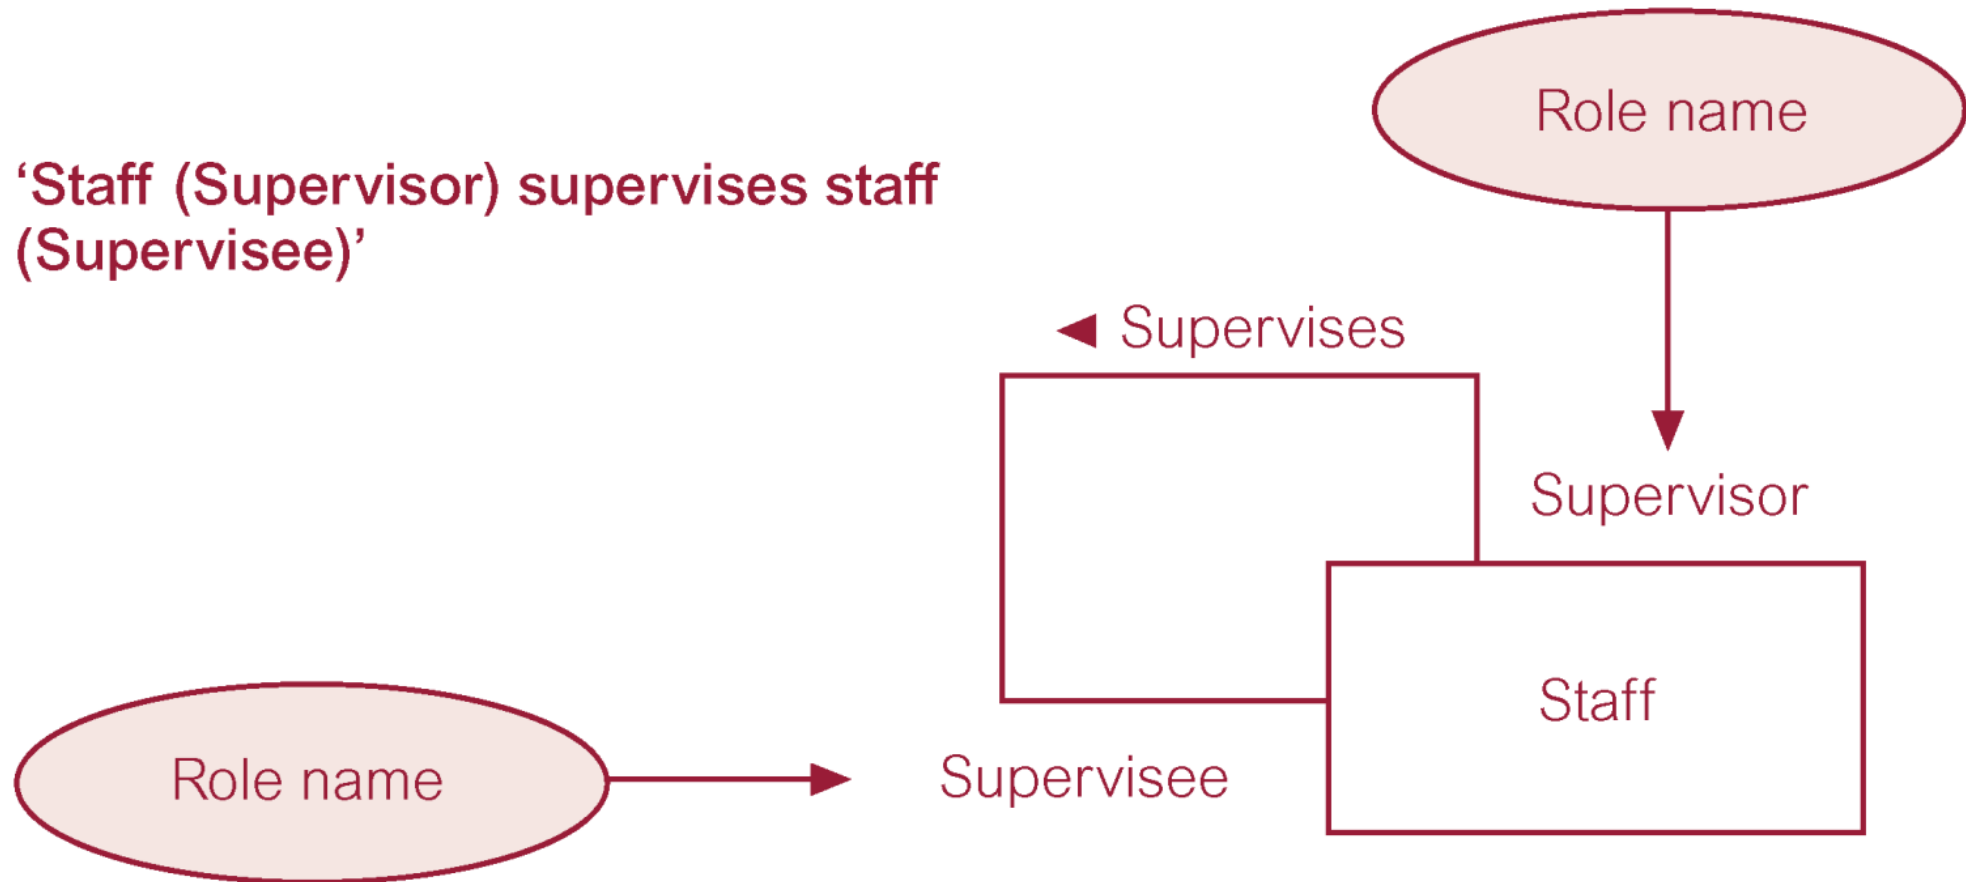 Role name
‘Staff (Supervisor) supervises staff
(Supervisee)’
◄ Supervises
Supervisor
Staff
Role name
Supervisee